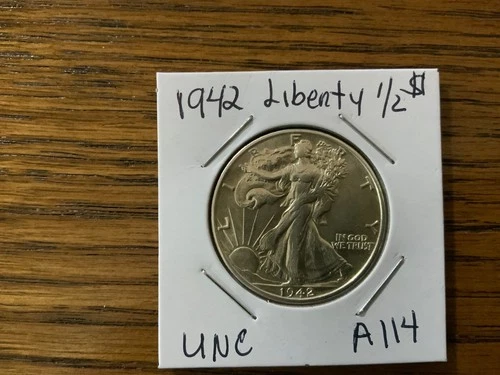 1942 Liberty 1/2 $
LIBERTY
IN GOD
WE TRUST
1942
UNC A114